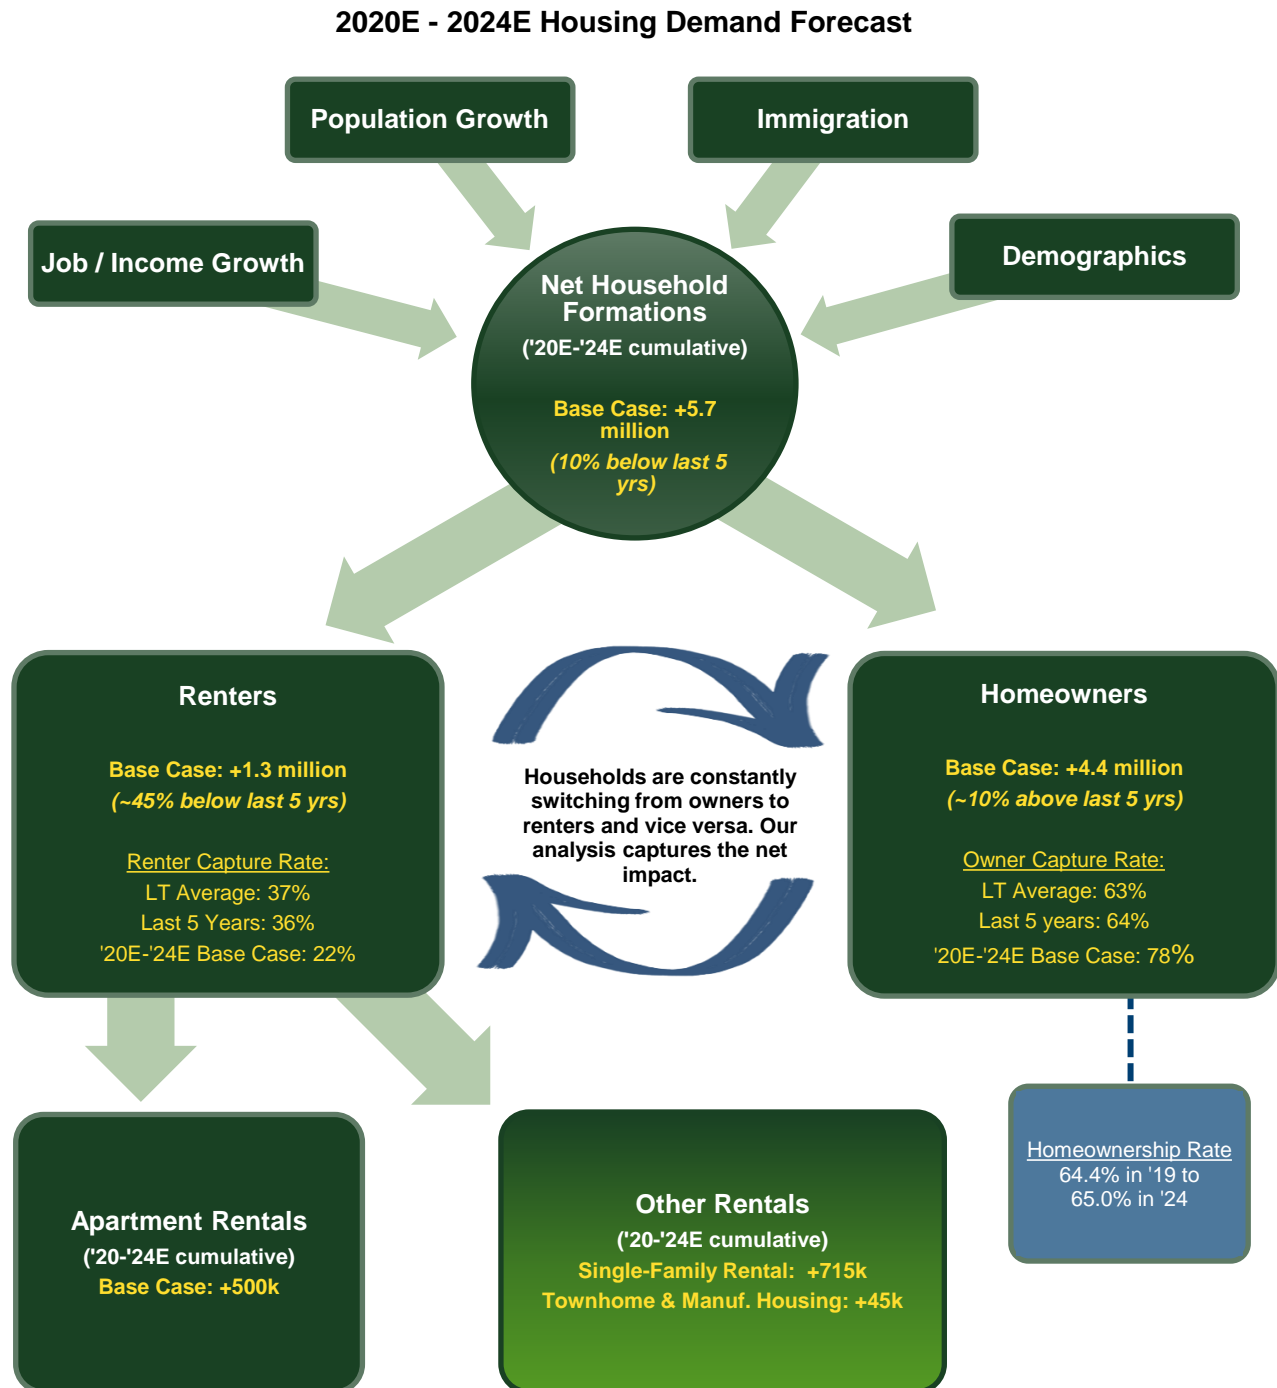 2020E - 2024E Housing Demand Forecast
Population Growth
Immigration
Job / Income Growth
Demographics
Net Household
Formations
('20E-'24E cumulative)
Base Case: +5.7
million
(10% below last 5
yrs)
Renters
Base Case: +1.3 million
(~45% below last 5 yrs)
Renter Capture Rate:
LT Average: 37%
Last 5 Years: 36%
'20E-'24E Base Case: 22%
Households are constantly
switching from owners to
renters and vice versa. Our
analysis captures the net
impact.
Homeowners
Base Case: +4.4 million
(~10% above last 5 yrs)
Owner Capture Rate:
LT Average: 63%
Last 5 years: 64%
'20E-'24E Base Case: 78%
Apartment Rentals
('20-'24E cumulative)
Base Case: +500k
Other Rentals
('20-'24E cumulative)
Single-Family Rental:  +715k
Townhome & Manuf. Housing: +45k
Homeownership Rate
64.4% in '19 to
65.0% in '24